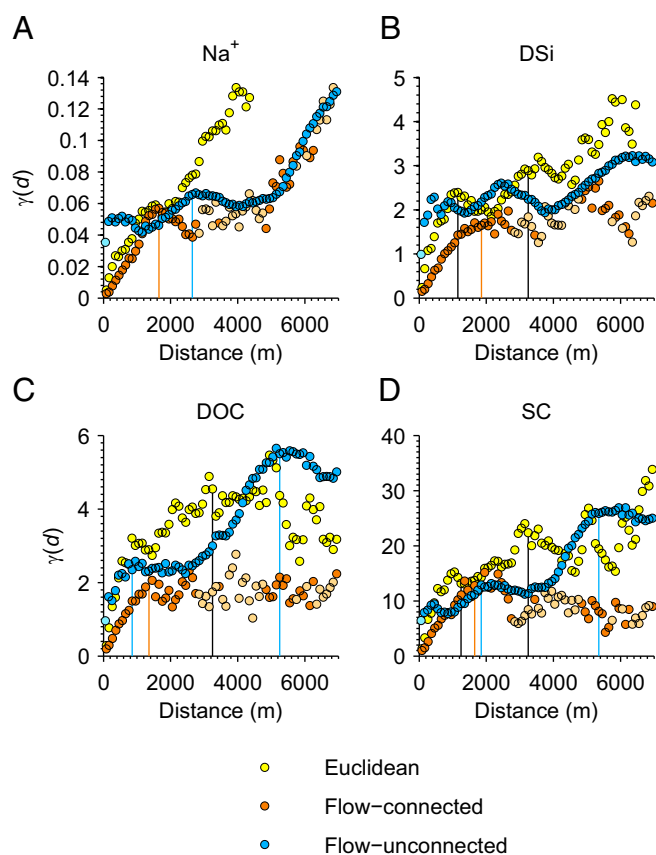 A
Na+
γ(d)
0.14
0.12
0.1
0.08
0.06
0.04
0.02
0
0 2000 4000 6000
Distance (m)
B
DSi
5
4
3
2
1
0
0 2000 4000 6000
Distance (m)
C
DOC
γ(d)
6
4
2
0
0 2000 4000 6000
Distance (m)
D
SC
40
30
20
10
0
0 2000 4000 6000
Distance (m)
Euclidean
Flow−connected
Flow−unconnected